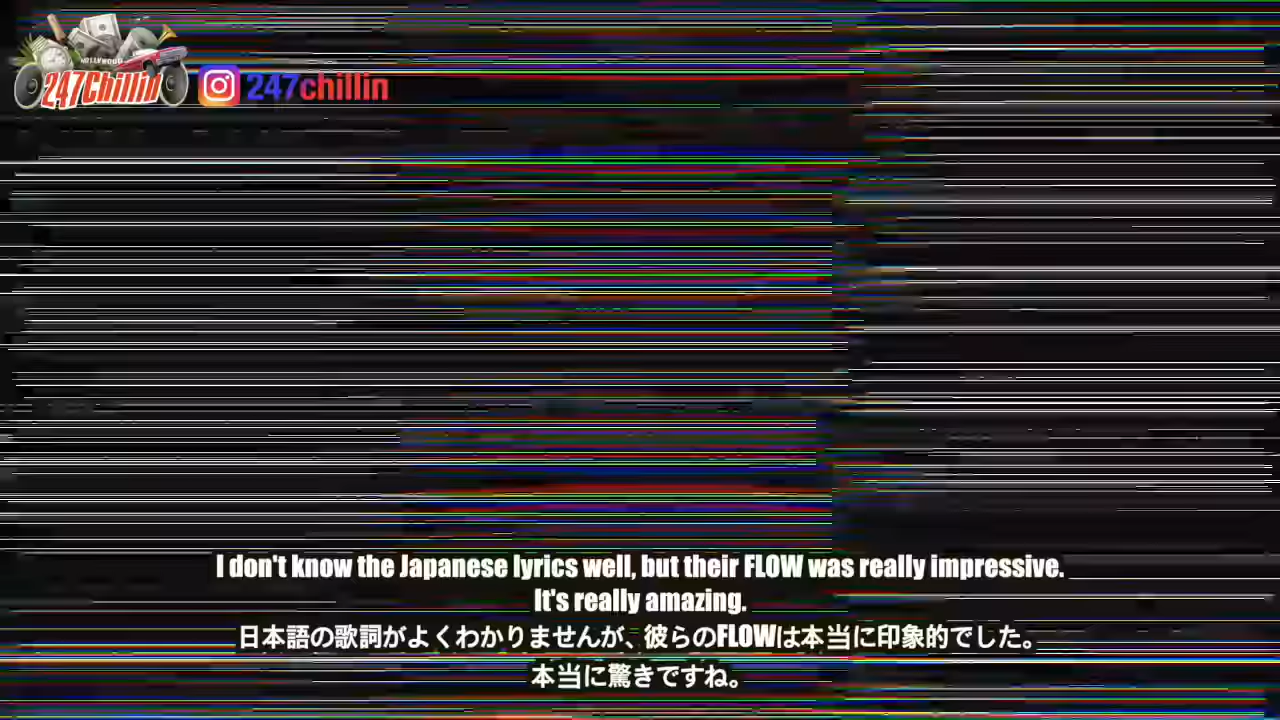 247Chillin
247chillin
I don't know the Japanese lyrics well, but their FLOW was really impressive.
It's really amazing.
日本語の歌詞がよくわかりませんが、彼らのFLOWは本当に印象的でした。
本当に驚きですね。